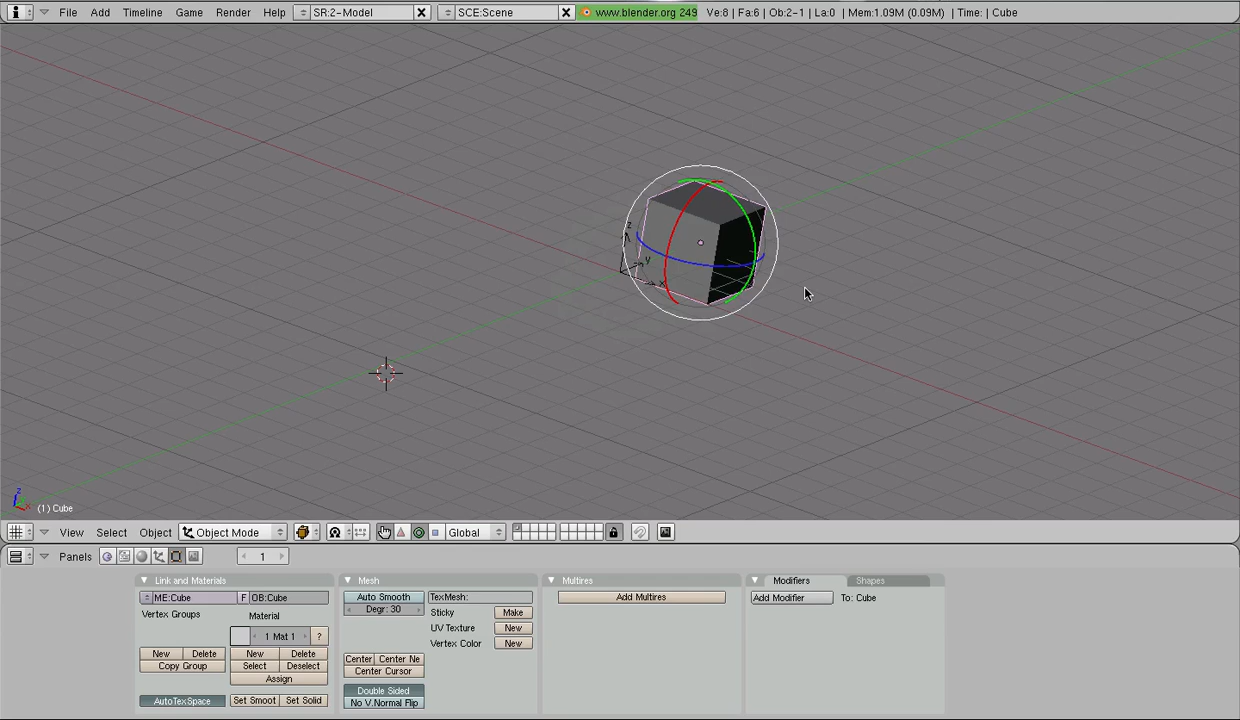 File Add Timeline Game Render Help SR:2-Model SCE:Scene www.blender.org 249 Ve:8 | Fa:6 | Ob:2-1 | La:0 | Mem:1.09M (0.09M) | Time: | Cube
z
y
x
z
x
(1) Cube
View Select Object Object Mode Global
Panels 1
Link and Materials Mesh Multires Modifiers Shapes
ME:Cube F OB:Cube Auto Smooth TexMesh: Add Multires Add Modifier To: Cube
Vertex Groups Material Degr: 30 Sticky Make
1 Mat 1 ? UV Texture New
Vertex Color New
New Delete New Delete Center Center Ne
Copy Group Select Deselect Center Cursor
Assign
Double Sided
AutoTexSpace Set Smoot Set Solid No V.Normal Flip